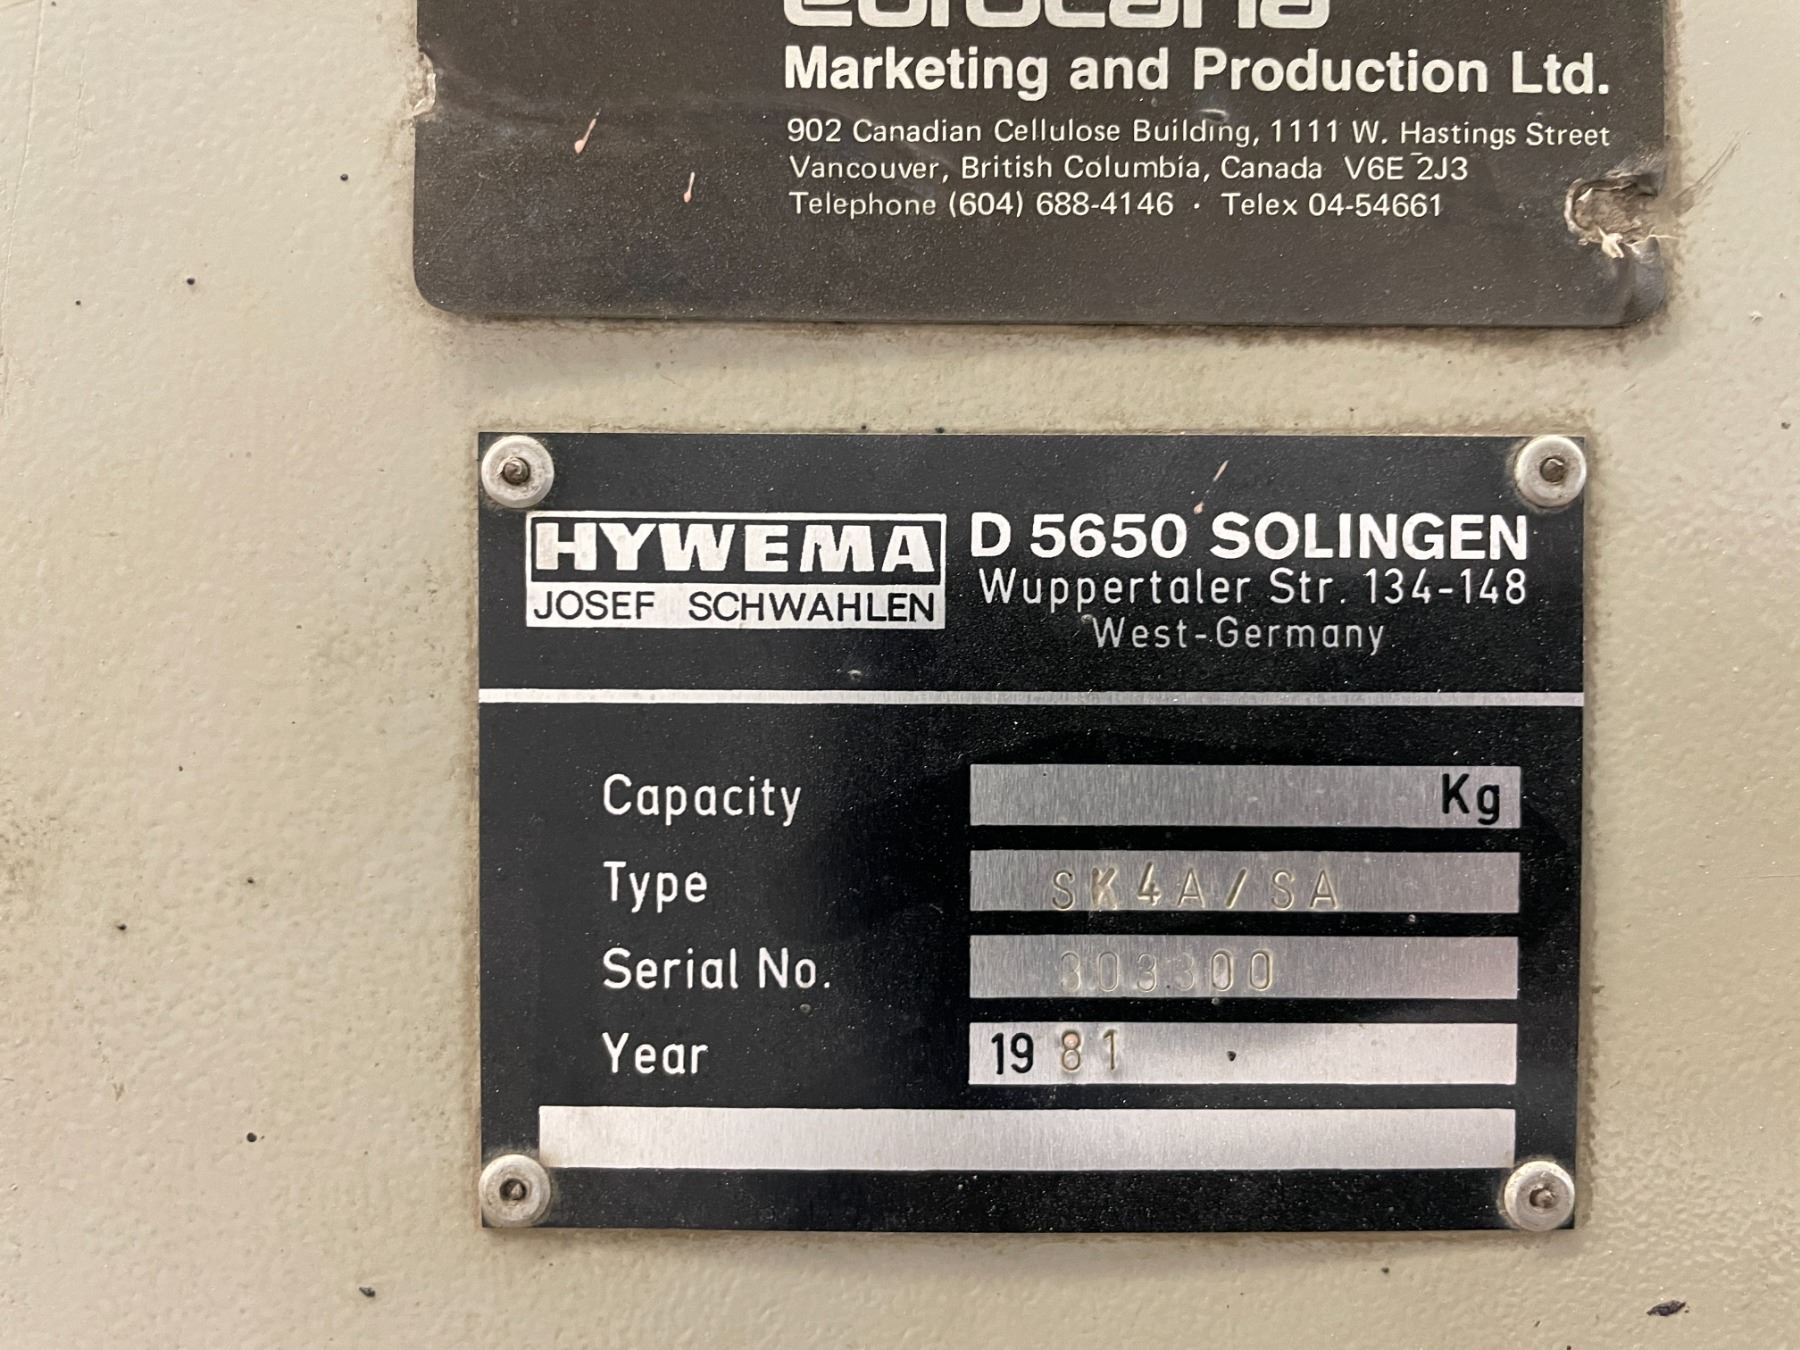 eurocana
Marketing and Production Ltd.
902 Canadian Cellulose Building, 1111 W. Hastings Street
Vancouver, British Columbia, Canada V6E 2J3
Telephone (604) 688-4146 · Telex 04-54661
HYWEMA
JOSEF SCHWAHLEN
D 5650 SOLINGEN
Wuppertaler Str. 134-148
West-Germany
Capacity Kg
Type SK4A/SA
Serial No. 303300
Year 1981